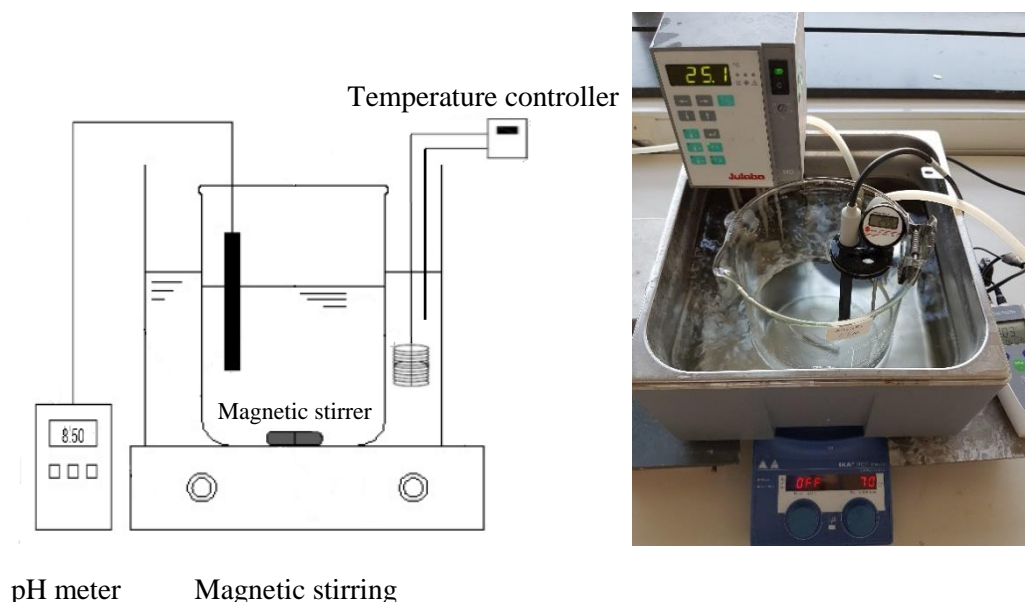 Temperature controller
25.1
Julabo
Magnetic stirrer
8.50
OFF 70
pH meter Magnetic stirring